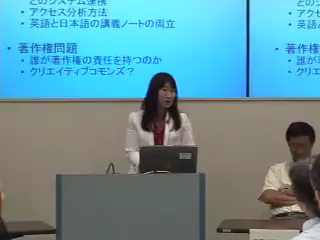 どのシステム連携
• アクセス分析方法
• 英語と日本語の講義ノートの両立
• 著作権問題
• 誰が著作権の責任を持つのか
• クリエイティブコモンズ?
• アク
• 英語と
• 著作権
• 誰が
• クリエ